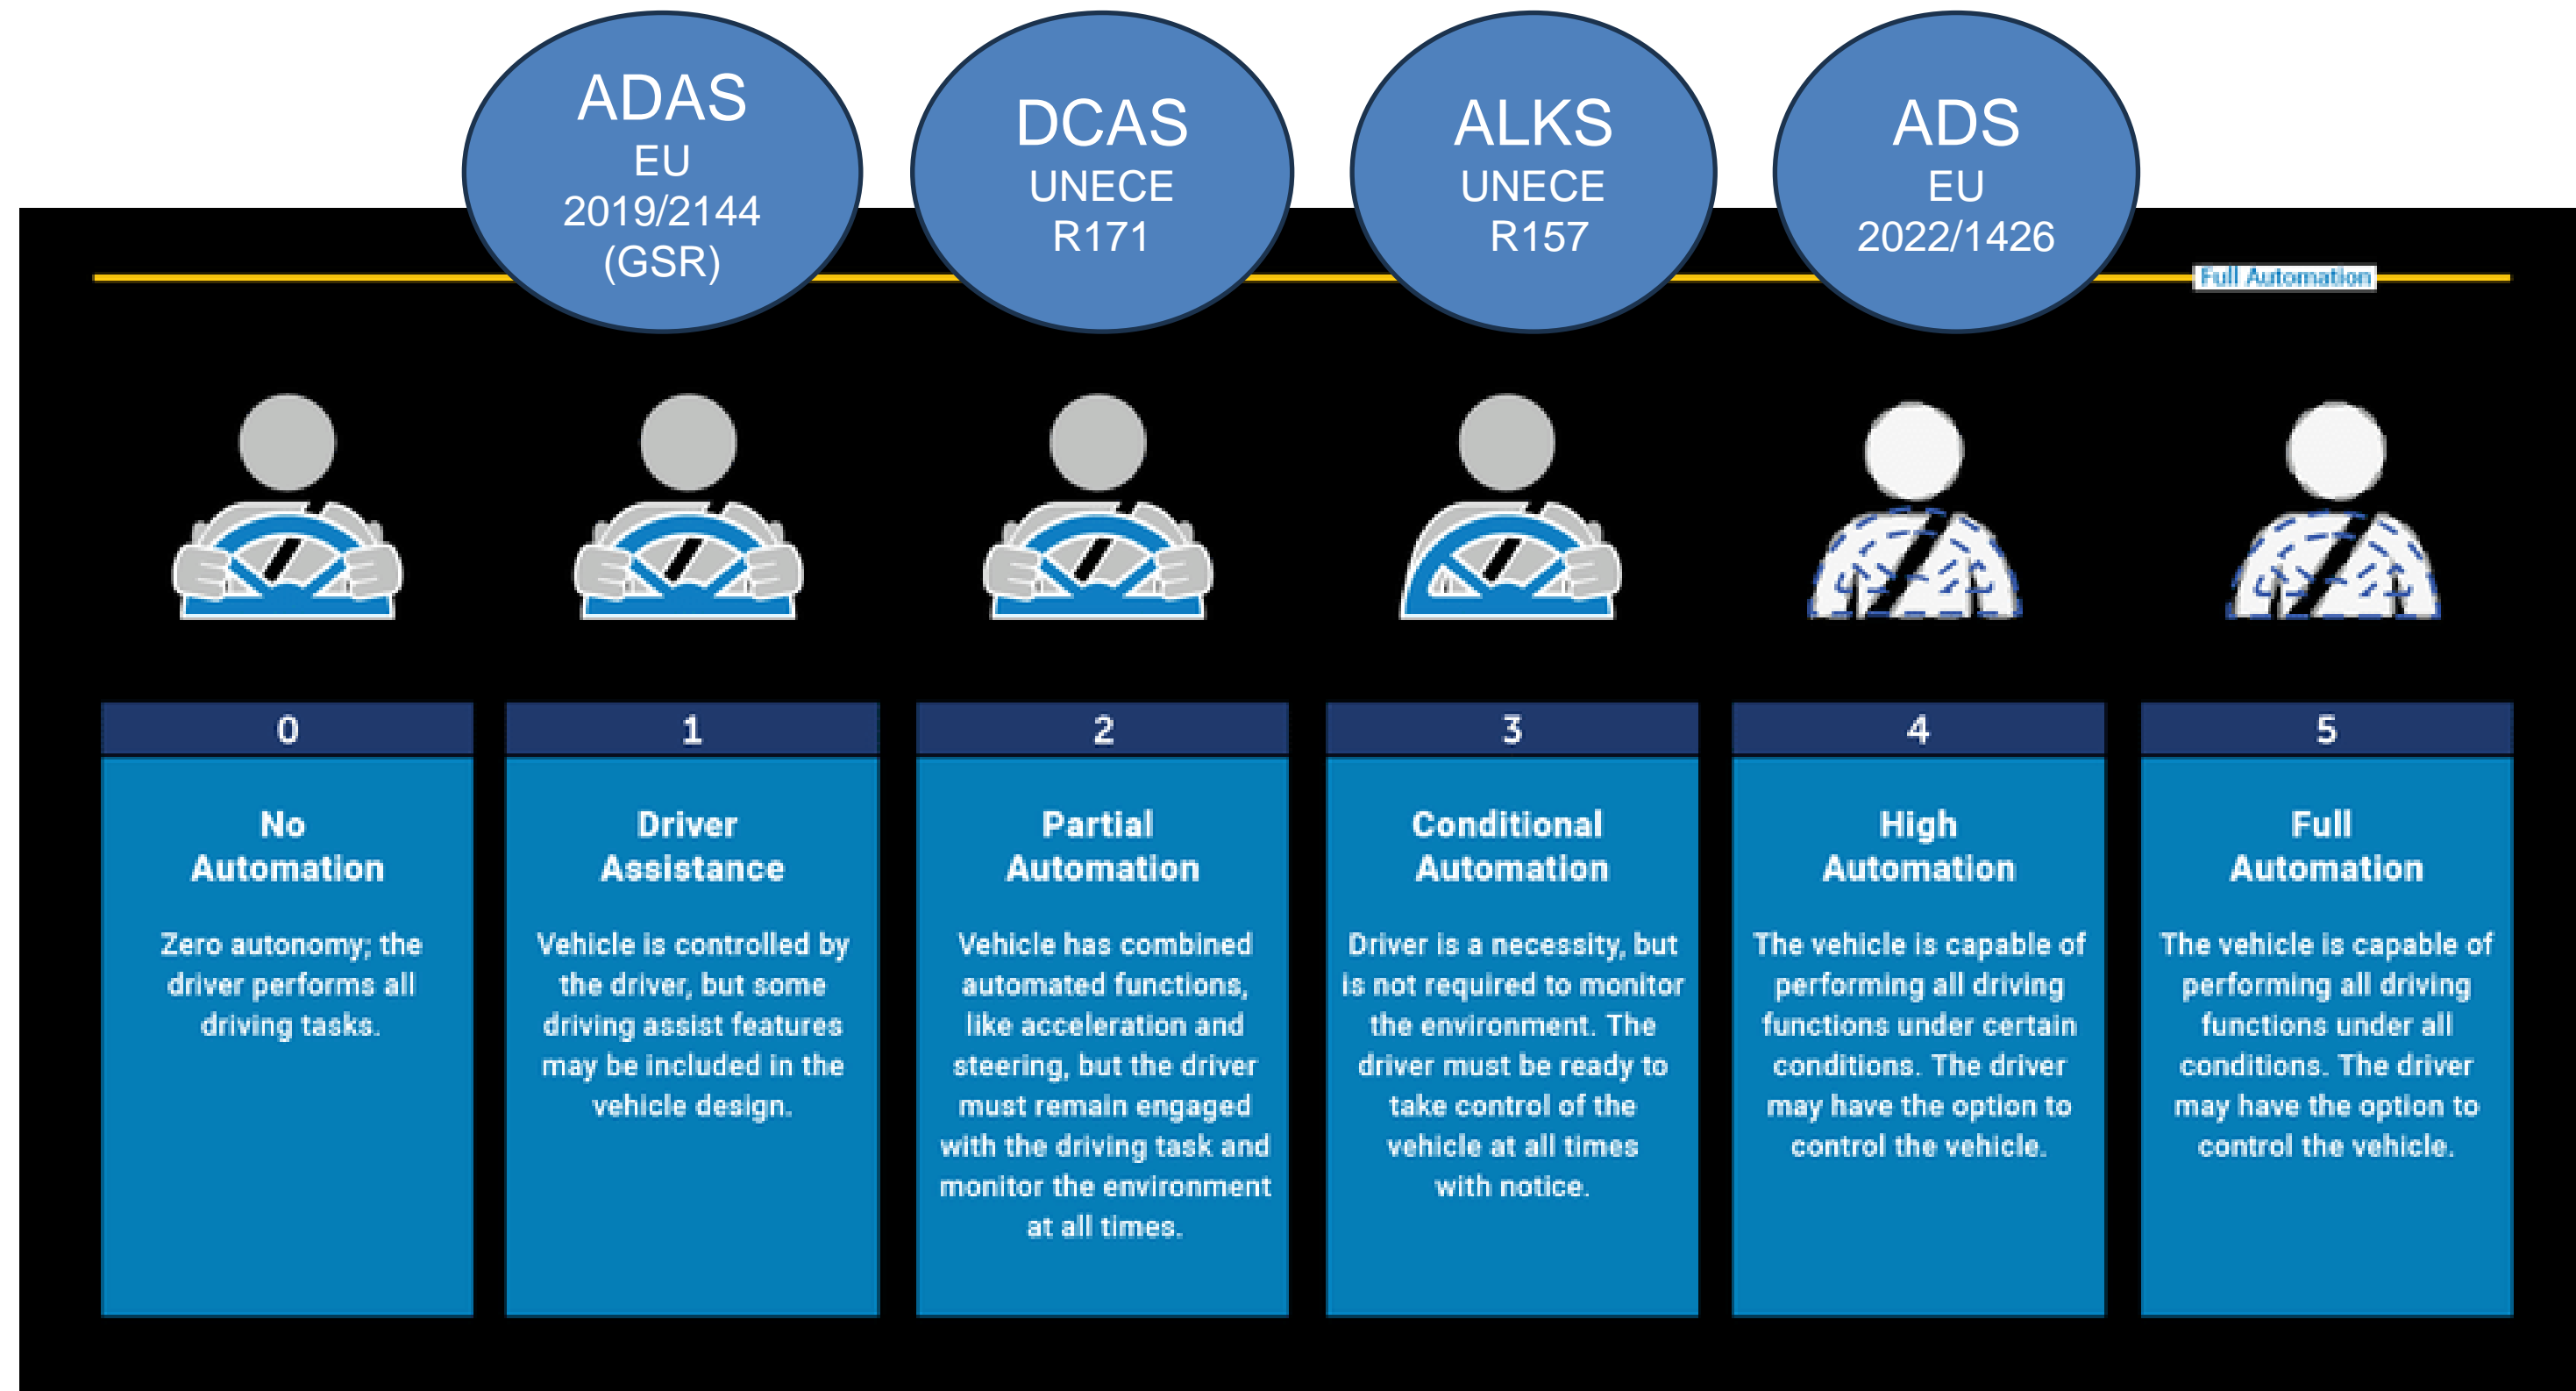 ADAS
EU
2019/2144
(GSR)
DCAS
UNECE
R171
ALKS
UNECE
R157
ADS
EU
2022/1426
Full Automation
0
No
Automation
Zero autonomy; the
driver performs all
driving tasks.
1
Driver
Assistance
Vehicle is controlled by
the driver, but some
driving assist features
may be included in the
vehicle design.
2
Partial
Automation
Vehicle has combined
automated functions,
like acceleration and
steering, but the driver
must remain engaged
with the driving task and
monitor the environment
at all times.
3
Conditional
Automation
Driver is a necessity, but
is not required to monitor
the environment. The
driver must be ready to
take control of the
vehicle at all times
with notice.
4
High
Automation
The vehicle is capable of
performing all driving
functions under certain
conditions. The driver
may have the option to
control the vehicle.
5
Full
Automation
The vehicle is capable of
performing all driving
functions under all
conditions. The driver
may have the option to
control the vehicle.